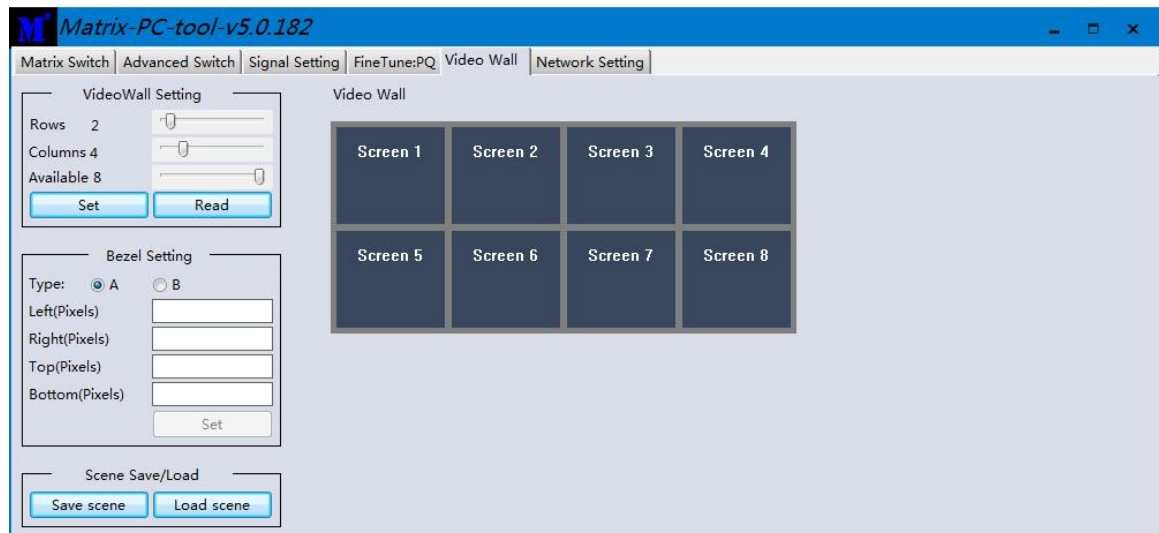 M Matrix-PC-tool-v5.0.182
Matrix Switch Advanced Switch Signal Setting FineTune:PQ Video Wall Network Setting
VideoWall Setting
Rows 2
Columns 4
Available 8
Set Read
Bezel Setting
Type: A B
Left(Pixels)
Right(Pixels)
Top(Pixels)
Bottom(Pixels)
Set
Scene Save/Load
Save scene Load scene
Video Wall
Screen 1 Screen 2 Screen 3 Screen 4
Screen 5 Screen 6 Screen 7 Screen 8